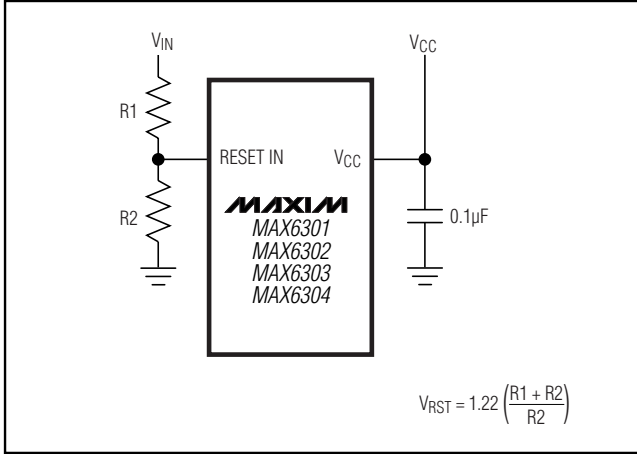 VIN
VCC
R1
RESET IN
VCC
R2
MAXIM
MAX6301
MAX6302
MAX6303
MAX6304
0.1µF
VRST = 1.22 (R1 + R2 / R2)